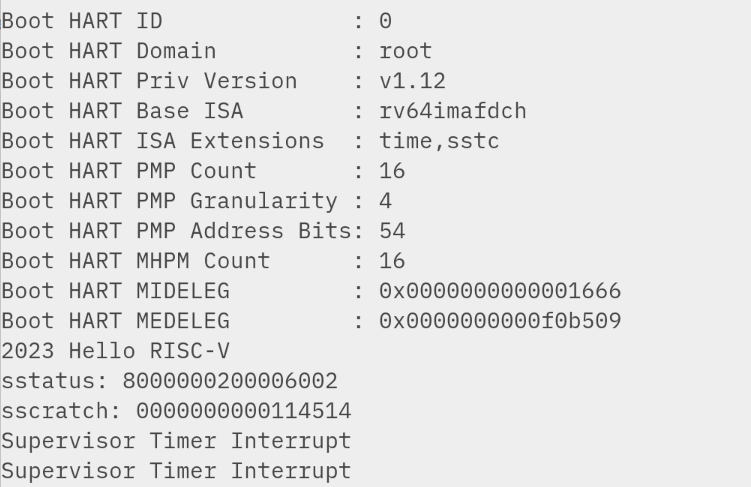 Boot HART ID              : 0
Boot HART Domain          : root
Boot HART Priv Version    : v1.12
Boot HART Base ISA        : rv64imafdch
Boot HART ISA Extensions  : time,sstc
Boot HART PMP Count       : 16
Boot HART PMP Granularity : 4
Boot HART PMP Address Bits: 54
Boot HART MHPM Count      : 16
Boot HART MIDELEG         : 0x0000000000001666
Boot HART MEDELEG         : 0x0000000000f0b509
2023 Hello RISC-V
sstatus: 8000000200006002
sscratch: 0000000000114514
Supervisor Timer Interrupt
Supervisor Timer Interrupt